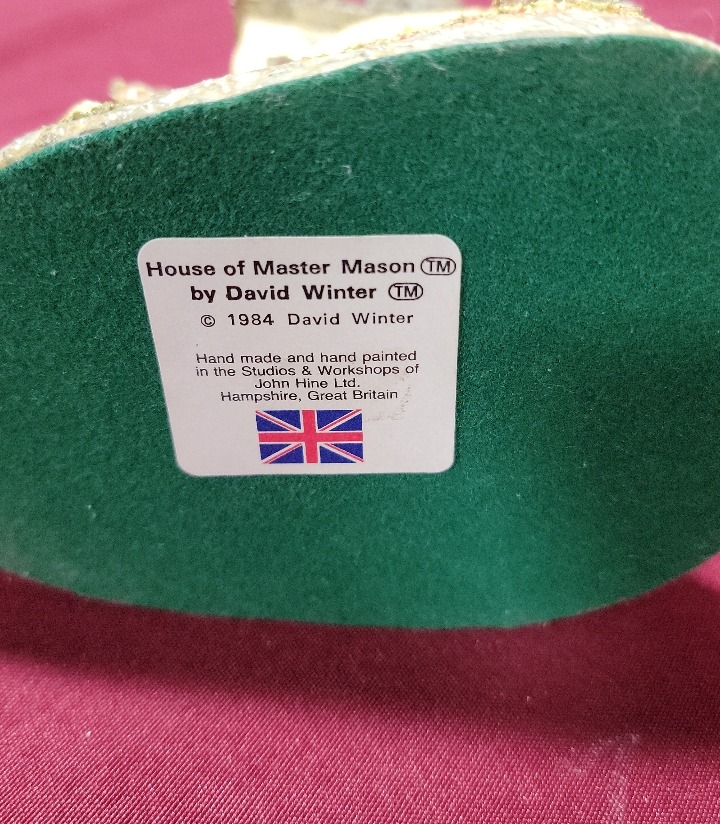 House of Master Mason TM
by David Winter TM
© 1984 David Winter
Hand made and hand painted
in the Studios & Workshops of
John Hine Ltd.
Hampshire, Great Britain